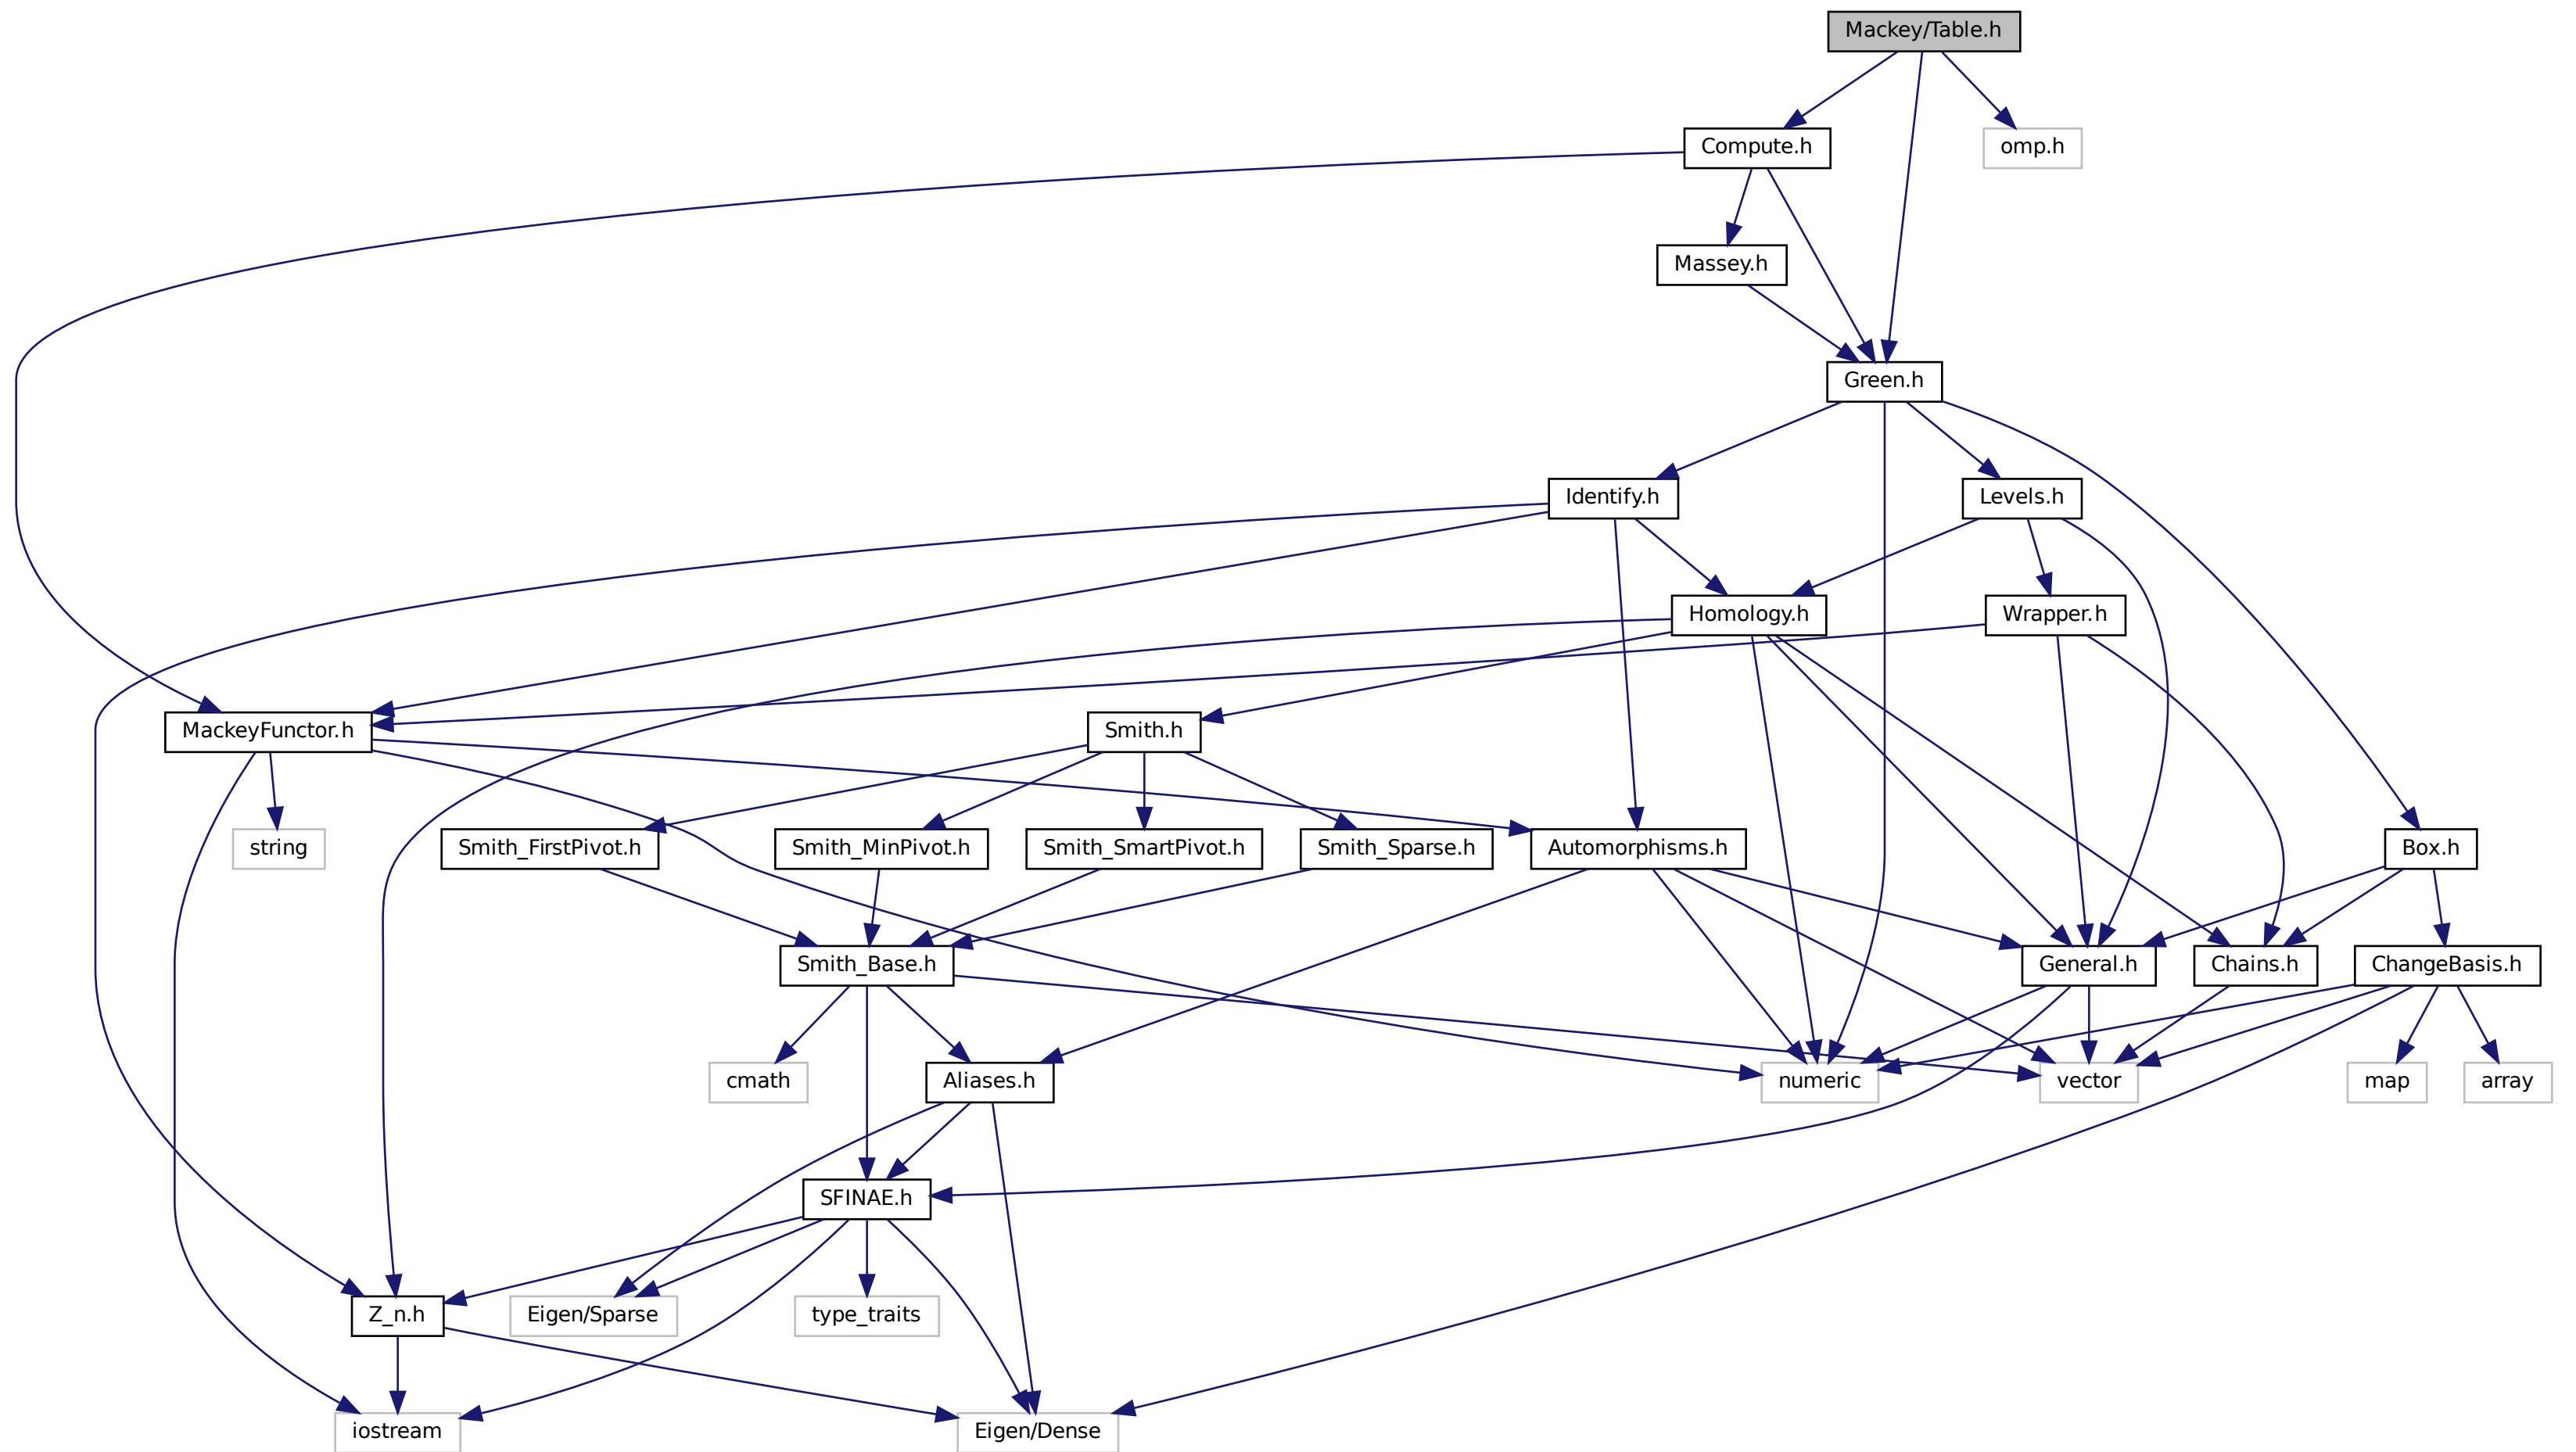 Mackey/Table.h
Compute.h
omp.h
Massey.h
Green.h
Identify.h
Levels.h
Homology.h
Wrapper.h
MackeyFunctor.h
Smith.h
string
Smith_FirstPivot.h
Smith_MinPivot.h
Smith_SmartPivot.h
Smith_Sparse.h
Automorphisms.h
Box.h
Smith_Base.h
General.h
Chains.h
ChangeBasis.h
cmath
Aliases.h
numeric
vector
map
array
SFINAE.h
Z_n.h
Eigen/Sparse
type_traits
iostream
Eigen/Dense